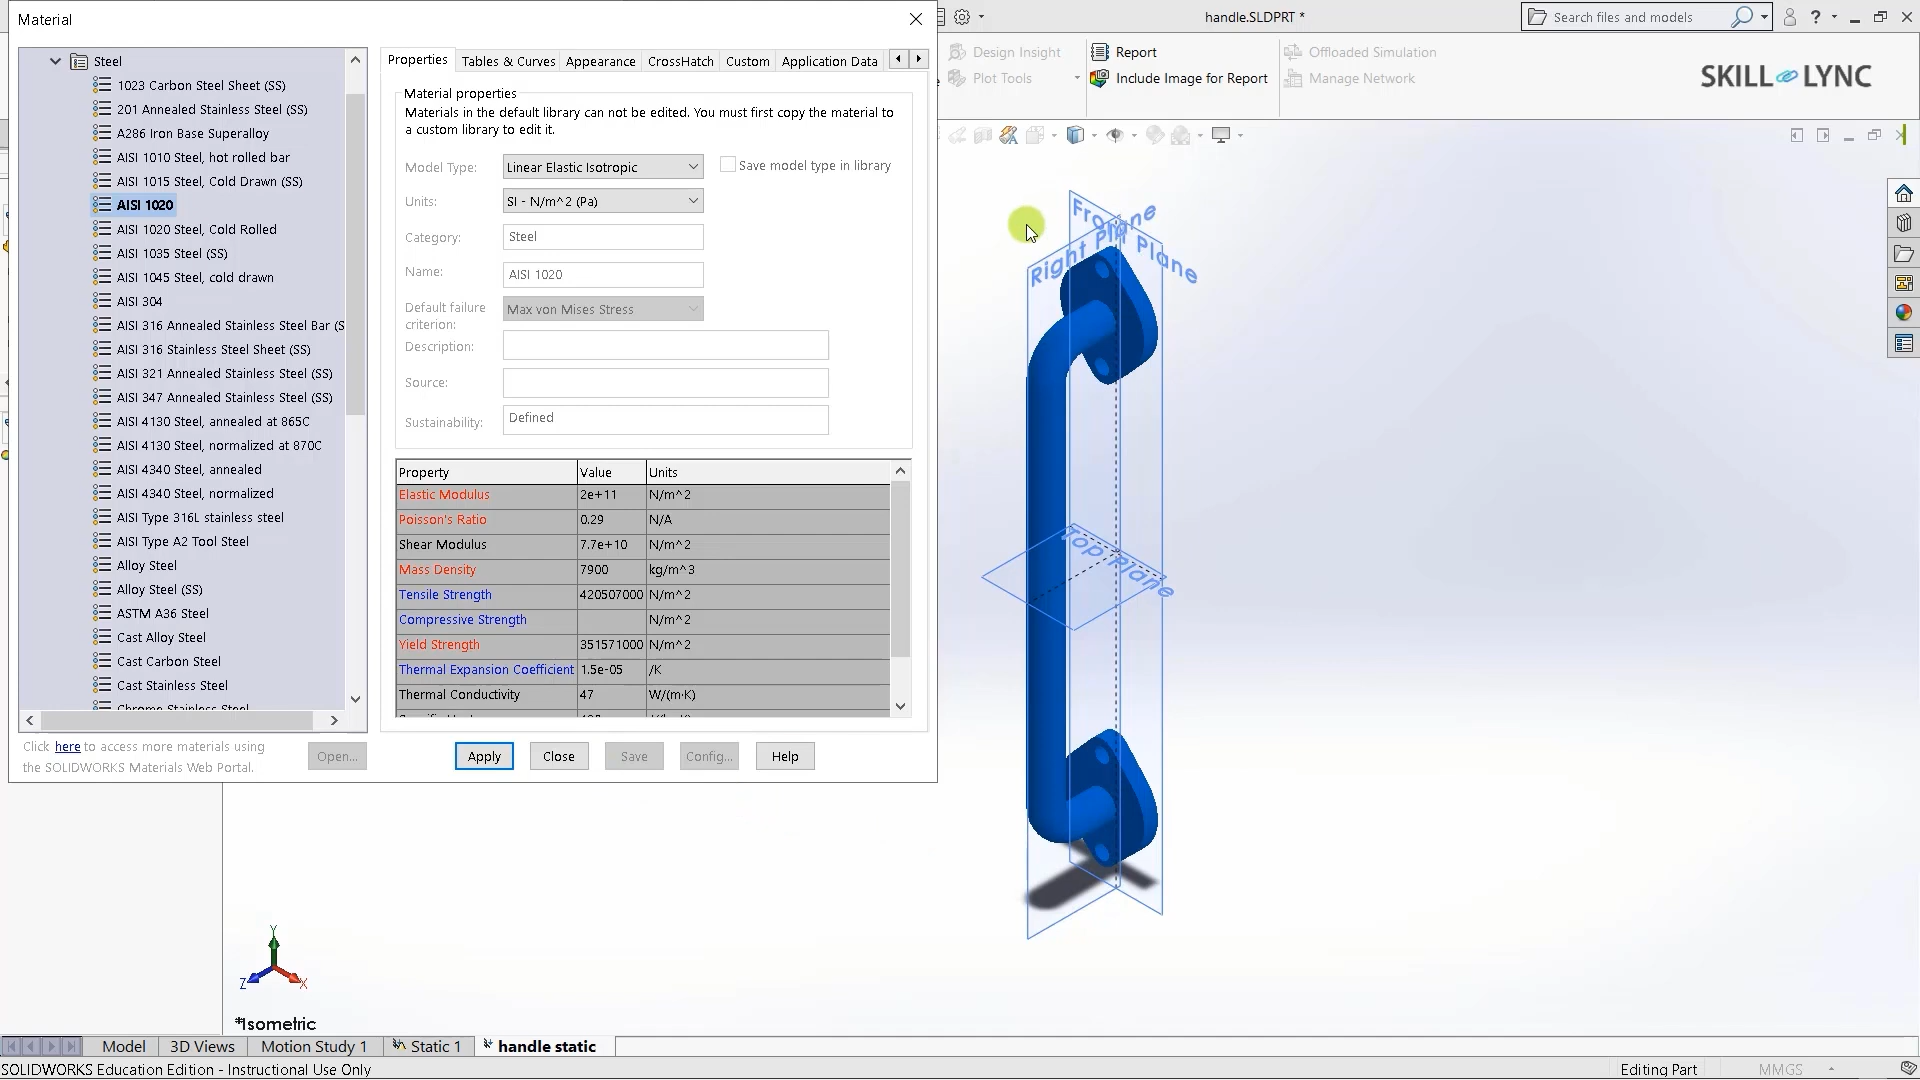 Material
handle.SLDPRT *
Search files and models
Steel
1023 Carbon Steel Sheet (SS)
201 Annealed Stainless Steel (SS)
A286 Iron Base Superalloy
AISI 1010 Steel, hot rolled bar
AISI 1015 Steel, Cold Drawn (SS)
AISI 1020
AISI 1020 Steel, Cold Rolled
AISI 1035 Steel (SS)
AISI 1045 Steel, cold drawn
AISI 304
AISI 316 Annealed Stainless Steel Bar (S
AISI 316 Stainless Steel Sheet (SS)
AISI 321 Annealed Stainless Steel (SS)
AISI 347 Annealed Stainless Steel (SS)
AISI 4130 Steel, annealed at 865C
AISI 4130 Steel, normalized at 870C
AISI 4340 Steel, annealed
AISI 4340 Steel, normalized
AISI Type 316L stainless steel
AISI Type A2 Tool Steel
Alloy Steel
Alloy Steel (SS)
ASTM A36 Steel
Cast Alloy Steel
Cast Carbon Steel
Cast Stainless Steel
Chrome Stainless Steel
Click here to access more materials using
the SOLIDWORKS Materials Web Portal.
Open...
Properties Tables & Curves Appearance CrossHatch Custom Application Data
Material properties
Materials in the default library can not be edited. You must first copy the material to
a custom library to edit it.
Model Type: Linear Elastic Isotropic Save model type in library
Units: SI - N/m^2 (Pa)
Category: Steel
Name: AISI 1020
Default failure
criterion: Max von Mises Stress
Description:
Source:
Sustainability: Defined
Property Value Units
Elastic Modulus 2e+11 N/m^2
Poisson's Ratio 0.29 N/A
Shear Modulus 7.7e+10 N/m^2
Mass Density 7900 kg/m^3
Tensile Strength 420507000 N/m^2
Compressive Strength N/m^2
Yield Strength 351571000 N/m^2
Thermal Expansion Coefficient 1.5e-05 /K
Thermal Conductivity 47 W/(m·K)
Apply Close Save Config... Help
Design Insight Report Offloaded Simulation
Plot Tools Include Image for Report Manage Network
SKILL LYNC
Right Plane
Top Plane
Y
Z
X
*Isometric
Model 3D Views Motion Study 1 Static 1 handle static
SOLIDWORKS Education Edition - Instructional Use Only
Editing Part MMGS